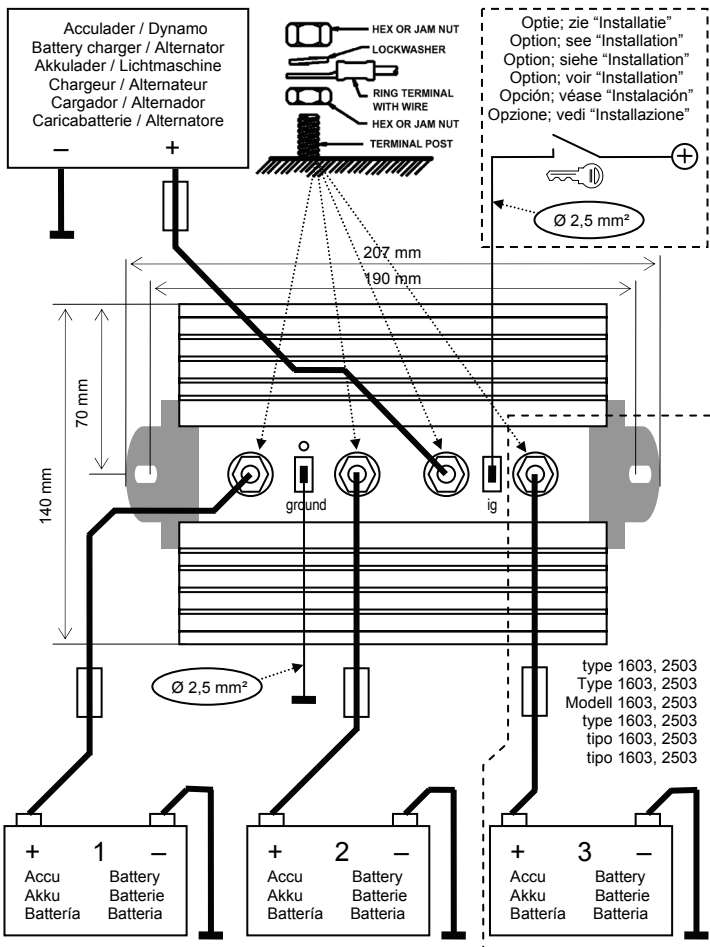 Acculader / Dynamo
Battery charger / Alternator
Akkulader / Lichtmaschine
Chargeur / Alternateur
Cargador / Alternador
Caricabatterie / Alternatore
– +
HEX OR JAM NUT
LOCKWASHER
RING TERMINAL
WITH WIRE
HEX OR JAM NUT
TERMINAL POST
Optie; zie “Installatie”
Option; see “Installation”
Option; siehe “Installation”
Option; voir “Installation”
Opción; véase “Instalación”
Opzione; vedi “Installazione”
+
Ø 2,5 mm²
207 mm
190 mm
70 mm
140 mm
ground
ig
Ø 2,5 mm²
type 1603, 2503
Type 1603, 2503
Modell 1603, 2503
type 1603, 2503
tipo 1603, 2503
tipo 1603, 2503
+ 1 –
Accu Battery
Akku Batterie
Batería Batteria
+ 2 –
Accu Battery
Akku Batterie
Batería Batteria
+ 3 –
Accu Battery
Akku Batterie
Batería Batteria